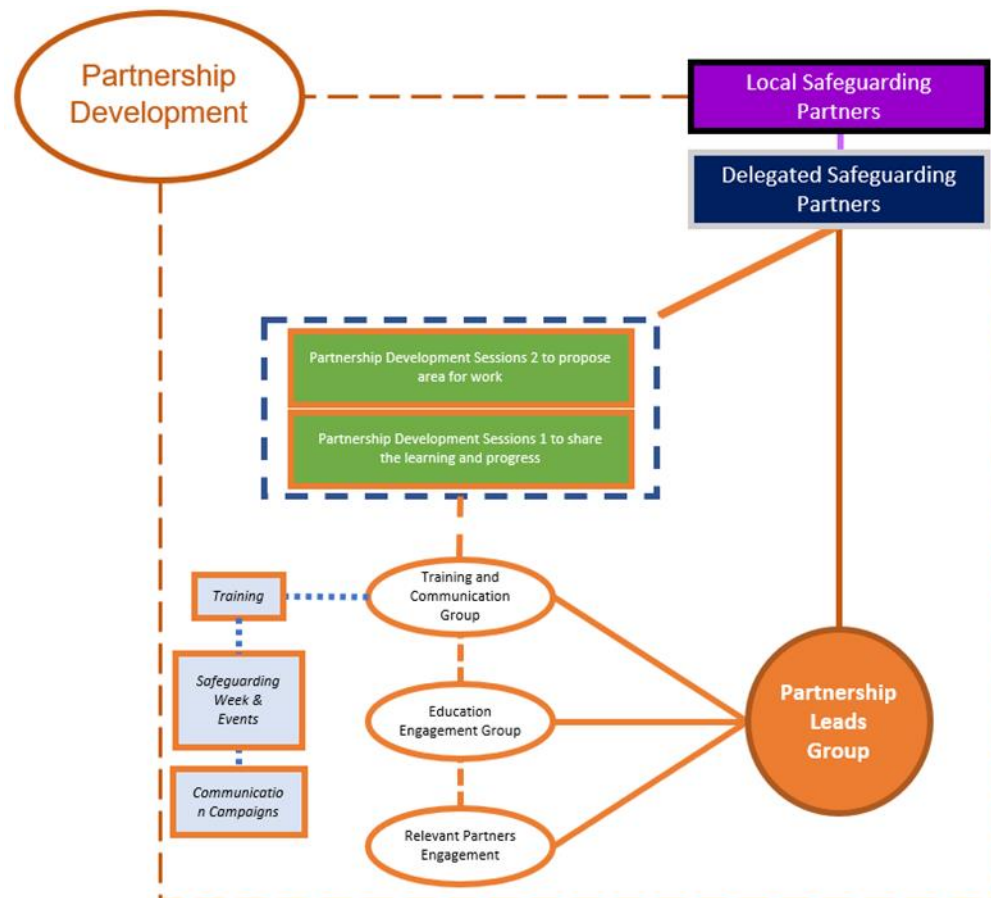 Partnership
Development
Local Safeguarding
Partners
Delegated Safeguarding
Partners
Partnership Development Sessions 2 to propose
area for work
Partnership Development Sessions 1 to share
the learning and progress
Training and
Communication
Group
Training
Safeguarding
Week &
Events
Education
Engagement Group
Partnership
Leads
Group
Communicatio
n Campaigns
Relevant Partners
Engagement